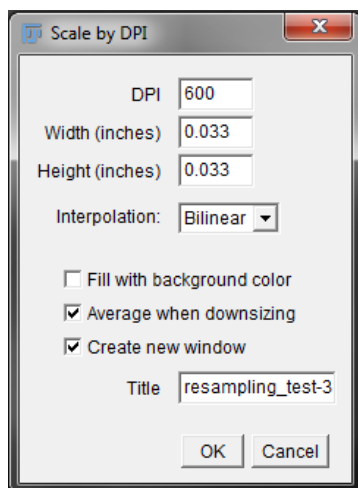 Scale by DPI
DPI 600
Width (inches) 0.033
Height (inches) 0.033
Interpolation: Bilinear
Fill with background color
Average when downsizing
Create new window
Title resampling_test-3
OK Cancel